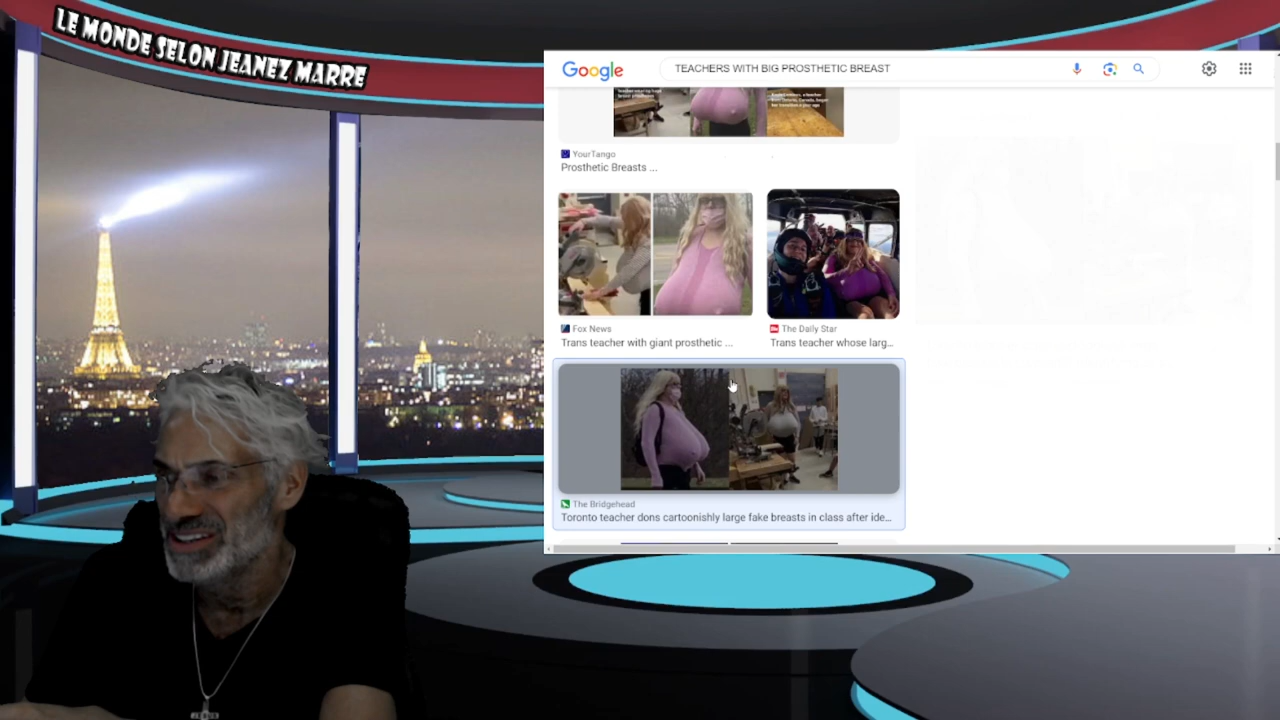 LE MONDE SELON JEANEZ MARRE
Google
TEACHERS WITH BIG PROSTHETIC BREAST
YourTango
Prosthetic Breasts ...
Fox News
Trans teacher with giant prosthetic ...
The Daily Star
Trans teacher whose larg...
The Bridgehead
Toronto teacher dons cartoonishly large fake breasts in class after ide...